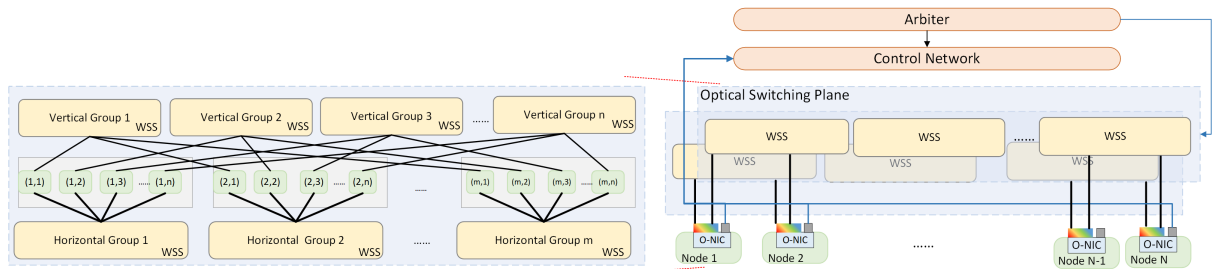 Vertical Group 1
WSS
Vertical Group 2
WSS
Vertical Group 3
WSS
......
Vertical Group n
WSS
(1,1)
(1,2)
(1,3)
......
(1,n)
(2,1)
(2,2)
(2,3)
......
(2,n)
......
(m,1)
(m,2)
(m,3)
......
(m,n)
Horizontal Group 1
WSS
Horizontal Group 2
WSS
......
Horizontal Group m
WSS
Arbiter
Control Network
Optical Switching Plane
WSS
WSS
......
WSS
WSS
WSS
WSS
O-NIC
Node 1
O-NIC
Node 2
......
O-NIC
Node N-1
O-NIC
Node N